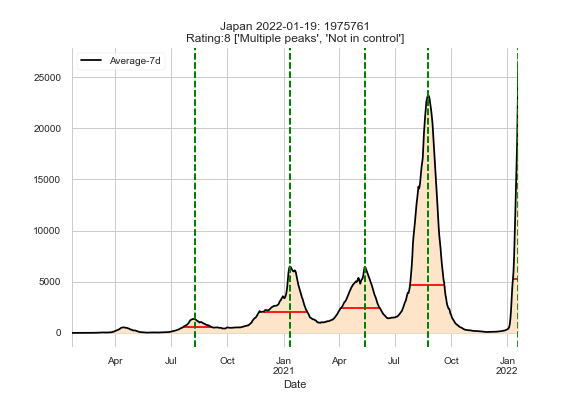 Japan 2022-01-19: 1975761
Rating:8 ['Multiple peaks', 'Not in control']
Average-7d
25000
20000
15000
10000
5000
0
Apr Jul Oct Jan Apr Jul Oct Jan
2021 2022
Date